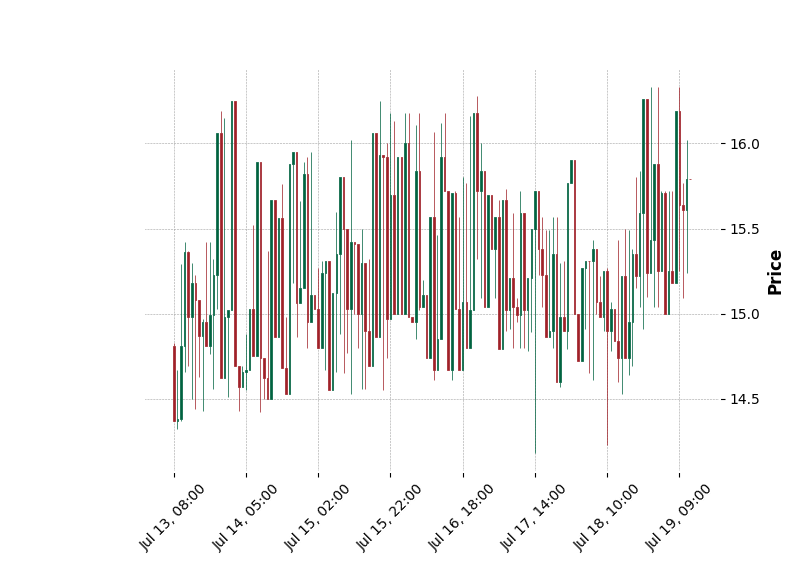 16.0
15.5
15.0
14.5
Price
Jul 13, 08:00
Jul 14, 05:00
Jul 15, 02:00
Jul 15, 22:00
Jul 16, 18:00
Jul 17, 14:00
Jul 18, 10:00
Jul 19, 09:00